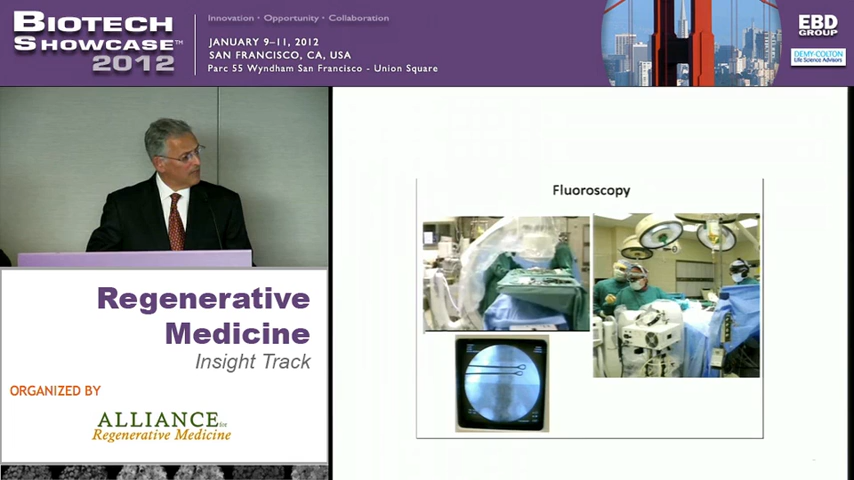 BIOTECH
SHOWCASE™
2012
Innovation • Opportunity • Collaboration
JANUARY 9–11, 2012
SAN FRANCISCO, CA, USA
Parc 55 Wyndham San Francisco - Union Square
EBD
GROUP
DEMY-COLTON
Life Science Advisors
Fluoroscopy
Regenerative
Medicine
Insight Track
ORGANIZED BY
ALLIANCE for
Regenerative Medicine